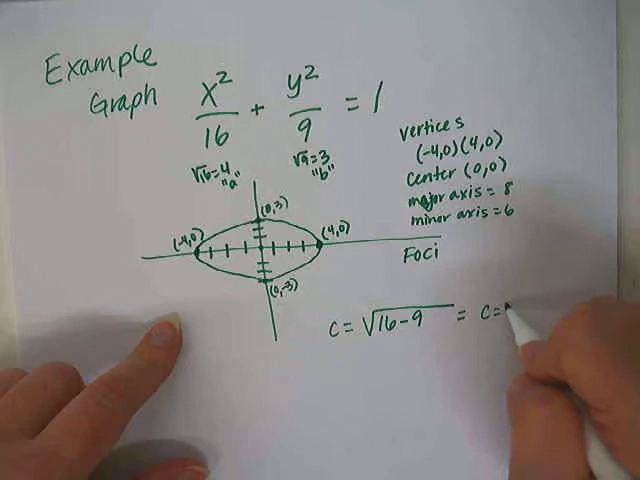 Example
Graph
x²/16 + y²/9 = 1
√16=4 √9=3
"a" "b"
vertices
(-4,0) (4,0)
center (0,0)
major axis = 8
minor axis = 6
(0,3)
(-4,0) (4,0)
Foci
(0,-3)
c = √16-9 = c=